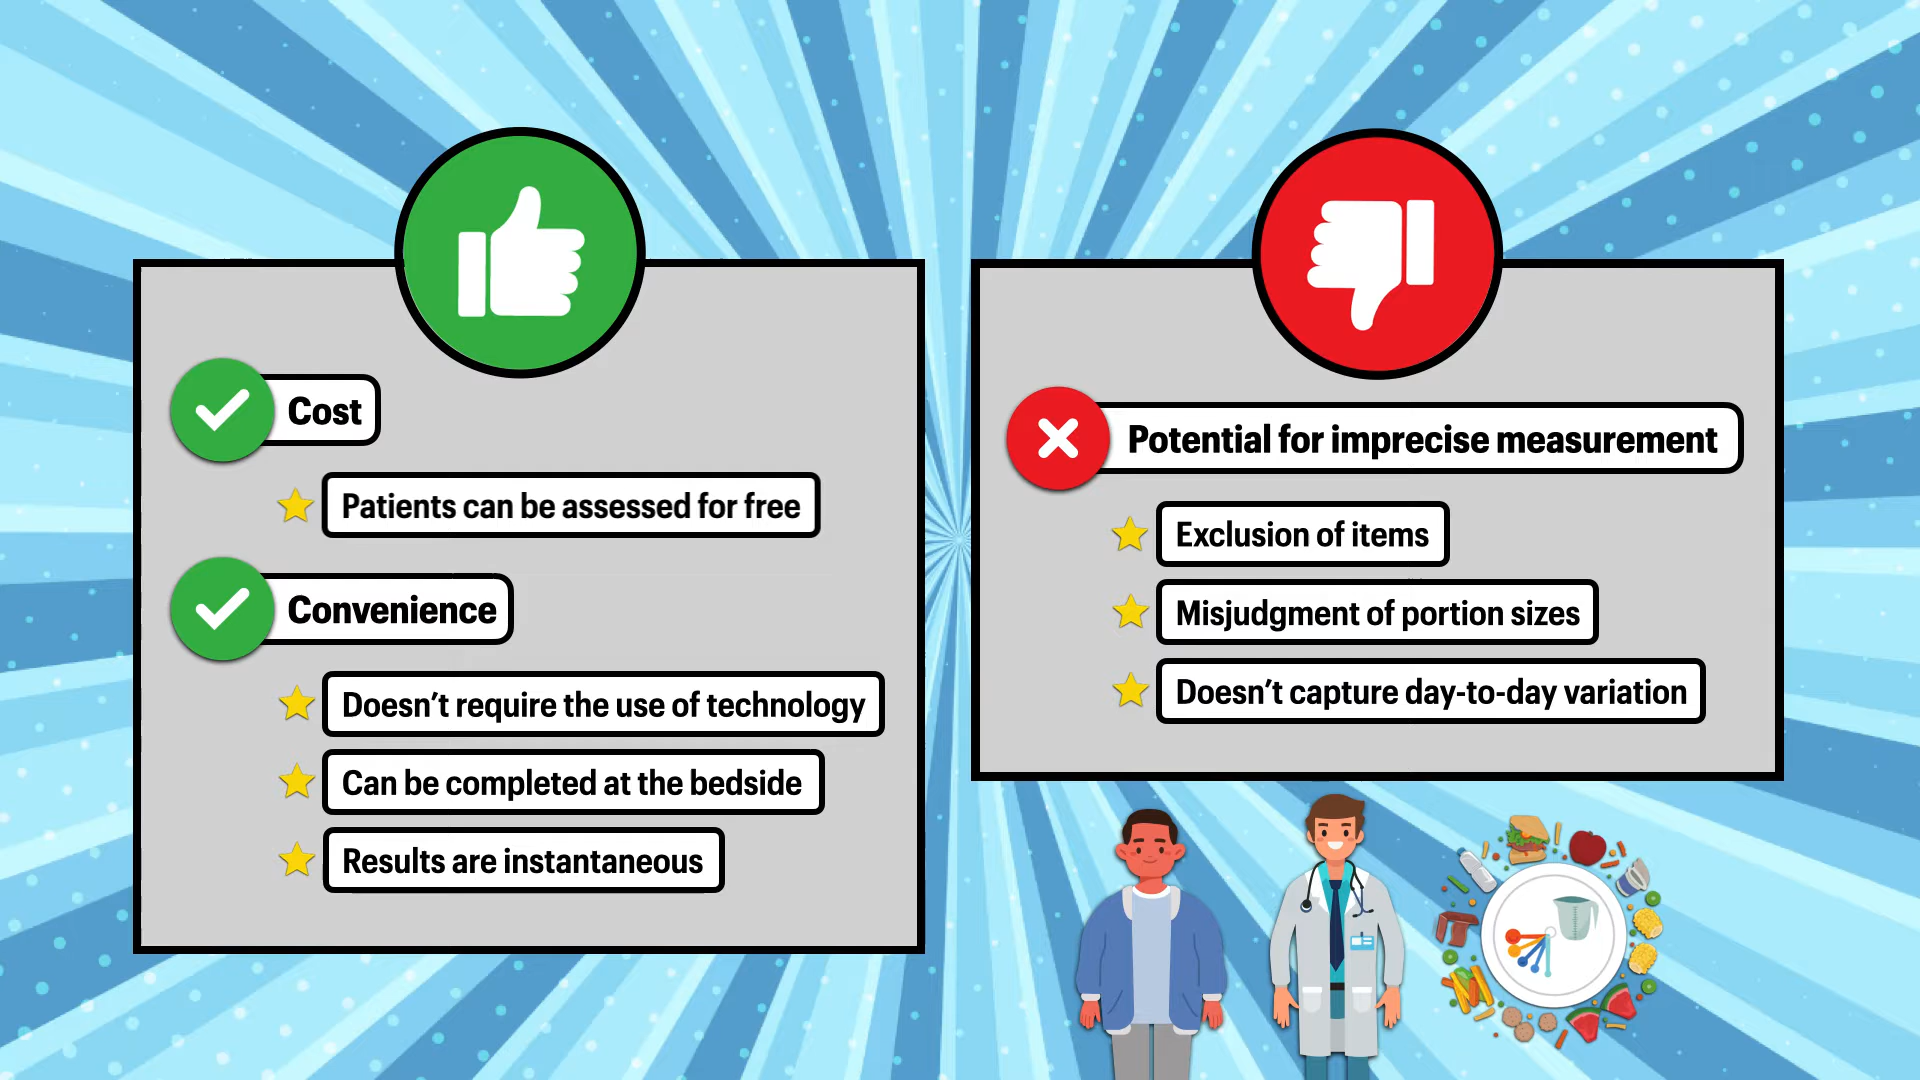 Cost
Patients can be assessed for free
Convenience
Doesn’t require the use of technology
Can be completed at the bedside
Results are instantaneous
Potential for imprecise measurement
Exclusion of items
Misjudgment of portion sizes
Doesn’t capture day-to-day variation